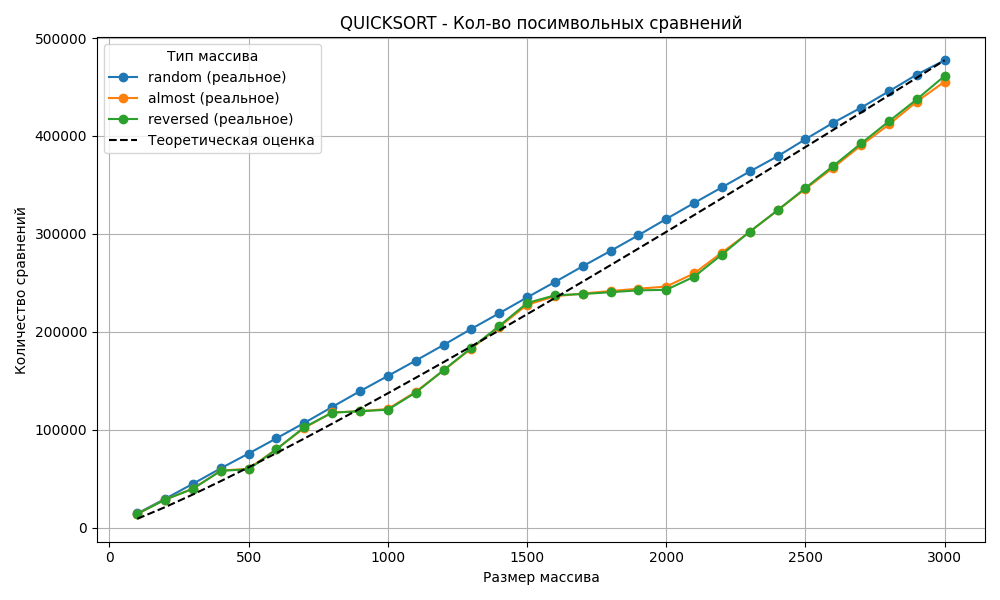 QUICKSORT - Кол-во посимвольных сравнений
Тип массива
random (реальное)
almost (реальное)
reversed (реальное)
Теоретическая оценка
Количество сравнений
500000
400000
300000
200000
100000
0
0
500
1000
1500
2000
2500
3000
Размер массива